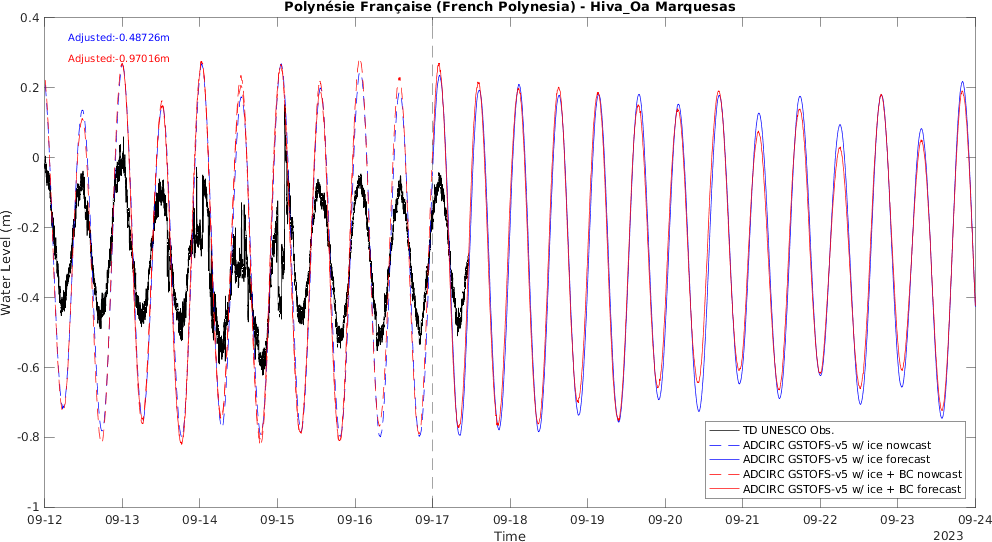 Polynésie Française (French Polynesia) - Hiva_Oa Marquesas
Adjusted:-0.48726m
Adjusted:-0.97016m
0.4
0.2
0
-0.2
-0.4
-0.6
-0.8
-1
Water Level (m)
TD UNESCO Obs.
ADCIRC GSTOFS-v5 w/ ice nowcast
ADCIRC GSTOFS-v5 w/ ice forecast
ADCIRC GSTOFS-v5 w/ ice + BC nowcast
ADCIRC GSTOFS-v5 w/ ice + BC forecast
09-12 09-13 09-14 09-15 09-16 09-17 09-18 09-19 09-20 09-21 09-22 09-23 09-24
Time
2023